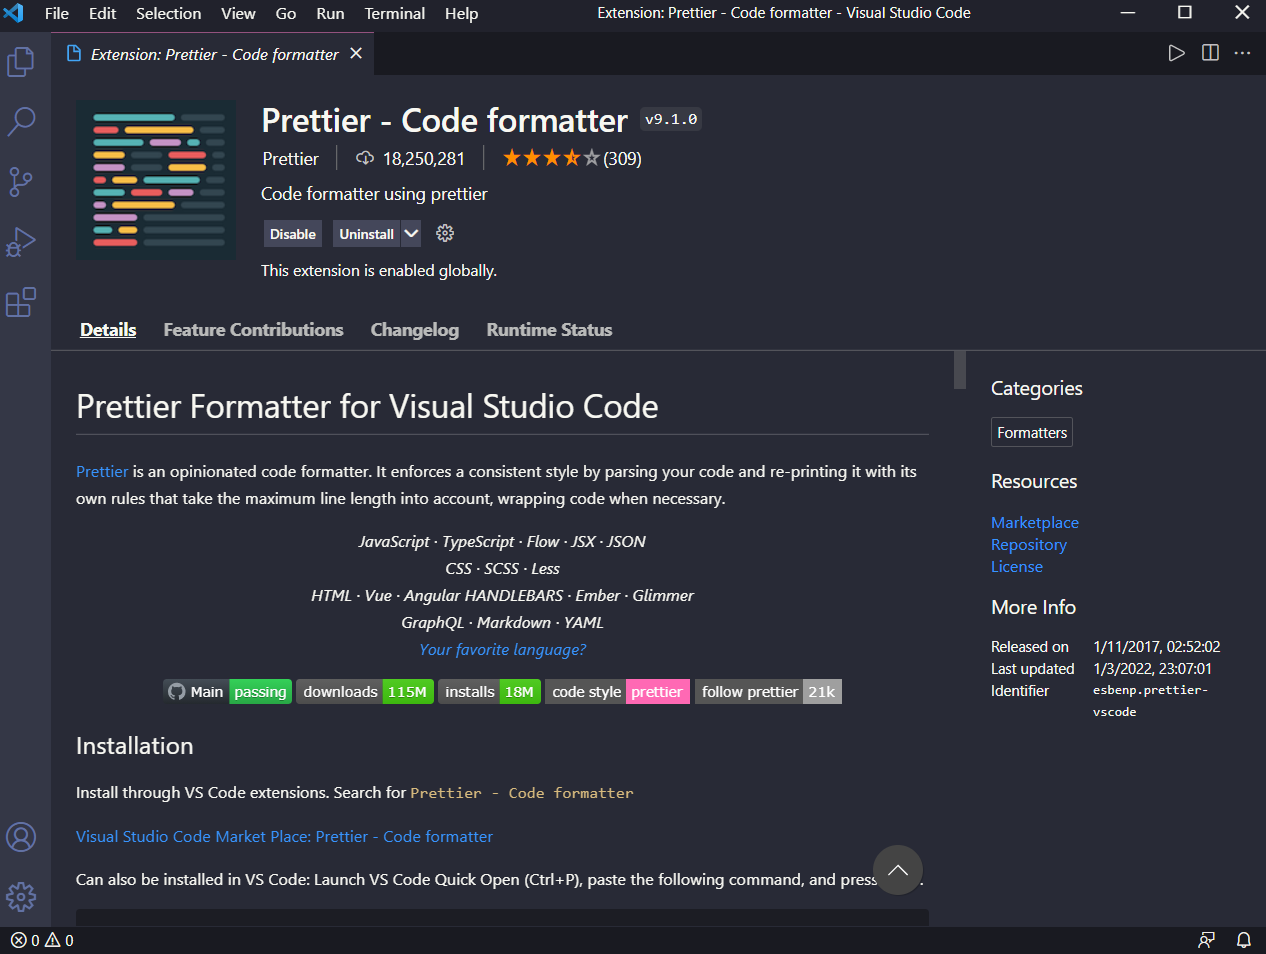 File Edit Selection View Go Run Terminal Help
Extension: Prettier - Code formatter - Visual Studio Code
Extension: Prettier - Code formatter
Prettier - Code formatter v9.1.0
Prettier 18,250,281 (309)
Code formatter using prettier
Disable Uninstall
This extension is enabled globally.
Details Feature Contributions Changelog Runtime Status
Prettier Formatter for Visual Studio Code
Prettier is an opinionated code formatter. It enforces a consistent style by parsing your code and re-printing it with its
own rules that take the maximum line length into account, wrapping code when necessary.
JavaScript · TypeScript · Flow · JSX · JSON
CSS · SCSS · Less
HTML · Vue · Angular HANDLEBARS · Ember · Glimmer
GraphQL · Markdown · YAML
Your favorite language?
Main passing downloads 115M installs 18M code style prettier follow prettier 21k
Installation
Install through VS Code extensions. Search for Prettier - Code formatter
Visual Studio Code Market Place: Prettier - Code formatter
Can also be installed in VS Code: Launch VS Code Quick Open (Ctrl+P), paste the following command, and press .
Categories
Formatters
Resources
Marketplace
Repository
License
More Info
Released on 1/11/2017, 02:52:02
Last updated 1/3/2022, 23:07:01
Identifier esbenp.prettier-
vscode
0 0